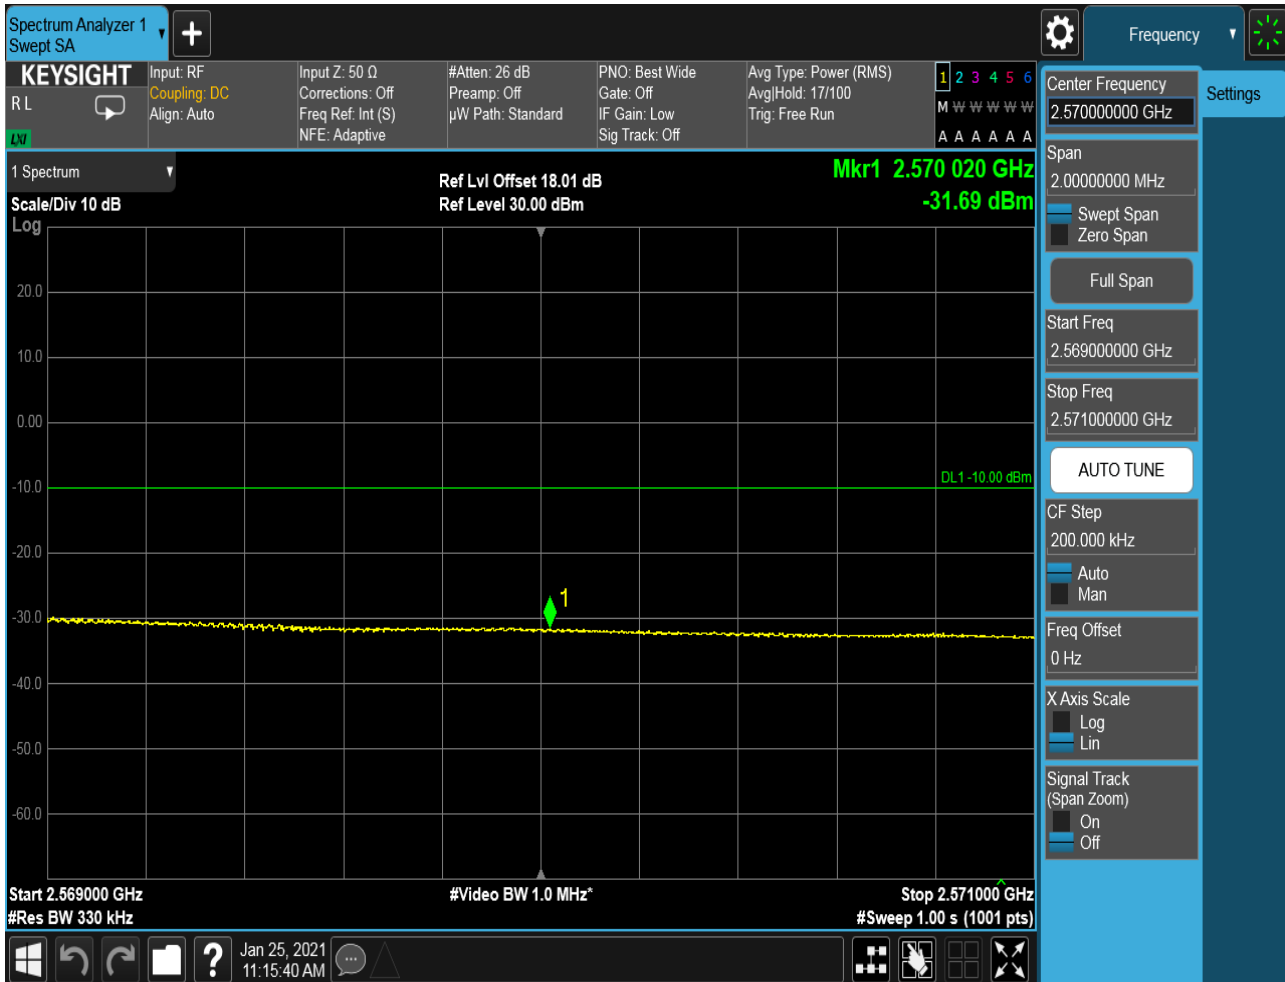 Spectrum Analyzer 1
Swept SA
Frequency
KEYSIGHT
R L
LXI
Input: RF
Coupling: DC
Align: Auto
Input Z: 50 Ω
Corrections: Off
Freq Ref: Int (S)
NFE: Adaptive
#Atten: 26 dB
Preamp: Off
µW Path: Standard
PNO: Best Wide
Gate: Off
IF Gain: Low
Sig Track: Off
Avg Type: Power (RMS)
Avg|Hold: 17/100
Trig: Free Run
1 2 3 4 5 6
M W W W W W
A A A A A A
1 Spectrum
Scale/Div 10 dB
Log
Ref Lvl Offset 18.01 dB
Ref Level 30.00 dBm
Mkr1 2.570 020 GHz
-31.69 dBm
20.0
10.0
0.00
-10.0
DL1 -10.00 dBm
-20.0
1
-30.0
-40.0
-50.0
-60.0
Start 2.569000 GHz
#Res BW 330 kHz
#Video BW 1.0 MHz*
Stop 2.571000 GHz
#Sweep 1.00 s (1001 pts)
Jan 25, 2021
11:15:40 AM
Center Frequency
2.570000000 GHz
Settings
Span
2.00000000 MHz
Swept Span
Zero Span
Full Span
Start Freq
2.569000000 GHz
Stop Freq
2.571000000 GHz
AUTO TUNE
CF Step
200.000 kHz
Auto
Man
Freq Offset
0 Hz
X Axis Scale
Log
Lin
Signal Track
(Span Zoom)
On
Off